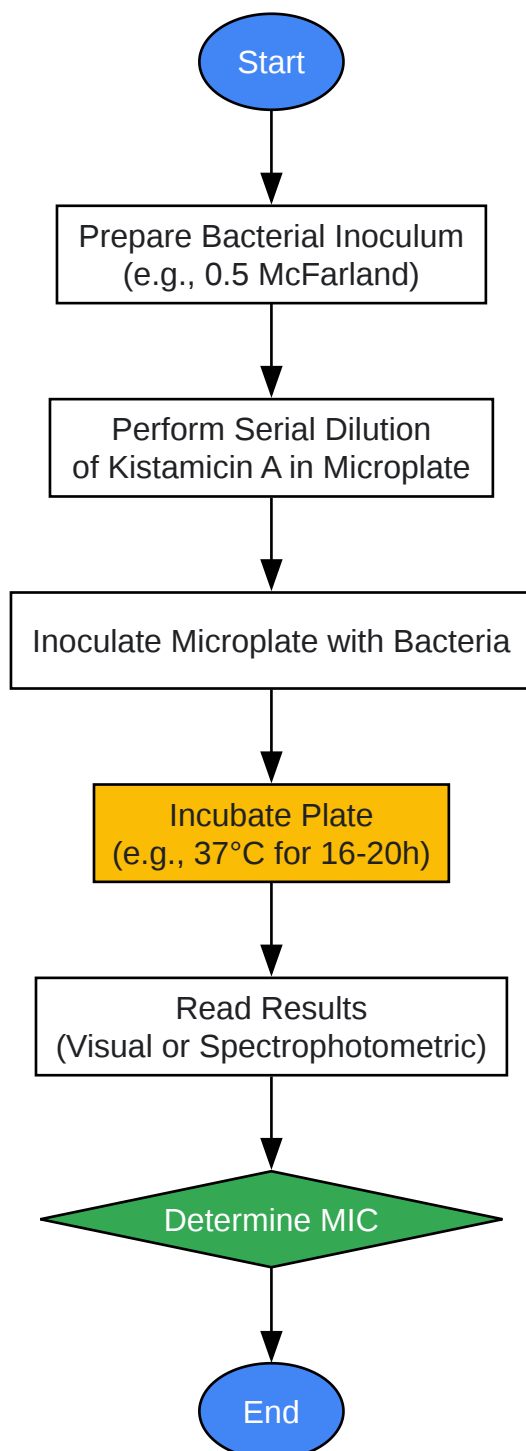 Start
Prepare Bacterial Inoculum
(e.g., 0.5 McFarland)
Perform Serial Dilution
of Kistamicin A in Microplate
Inoculate Microplate with Bacteria
Incubate Plate
(e.g., 37°C for 16-20h)
Read Results
(Visual or Spectrophotometric)
Determine MIC
End